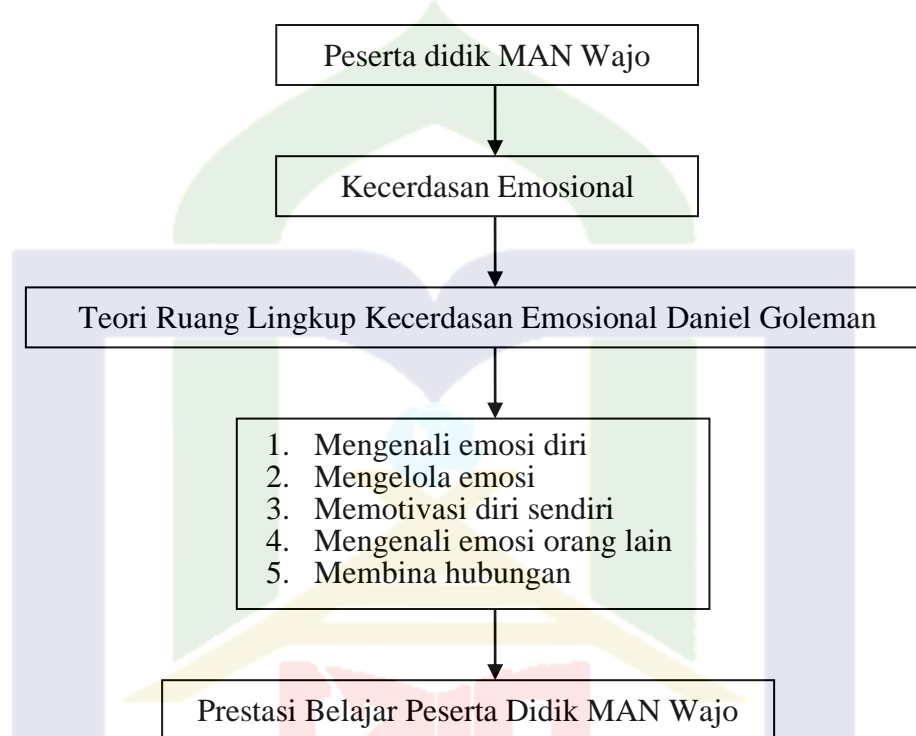 Peserta didik MAN Wajo
Kecerdasan Emosional
Teori Ruang Lingkup Kecerdasan Emosional Daniel Goleman
1. Mengenali emosi diri
2. Mengelola emosi
3. Memotivasi diri sendiri
4. Mengenali emosi orang lain
5. Membina hubungan
Prestasi Belajar Peserta Didik MAN Wajo